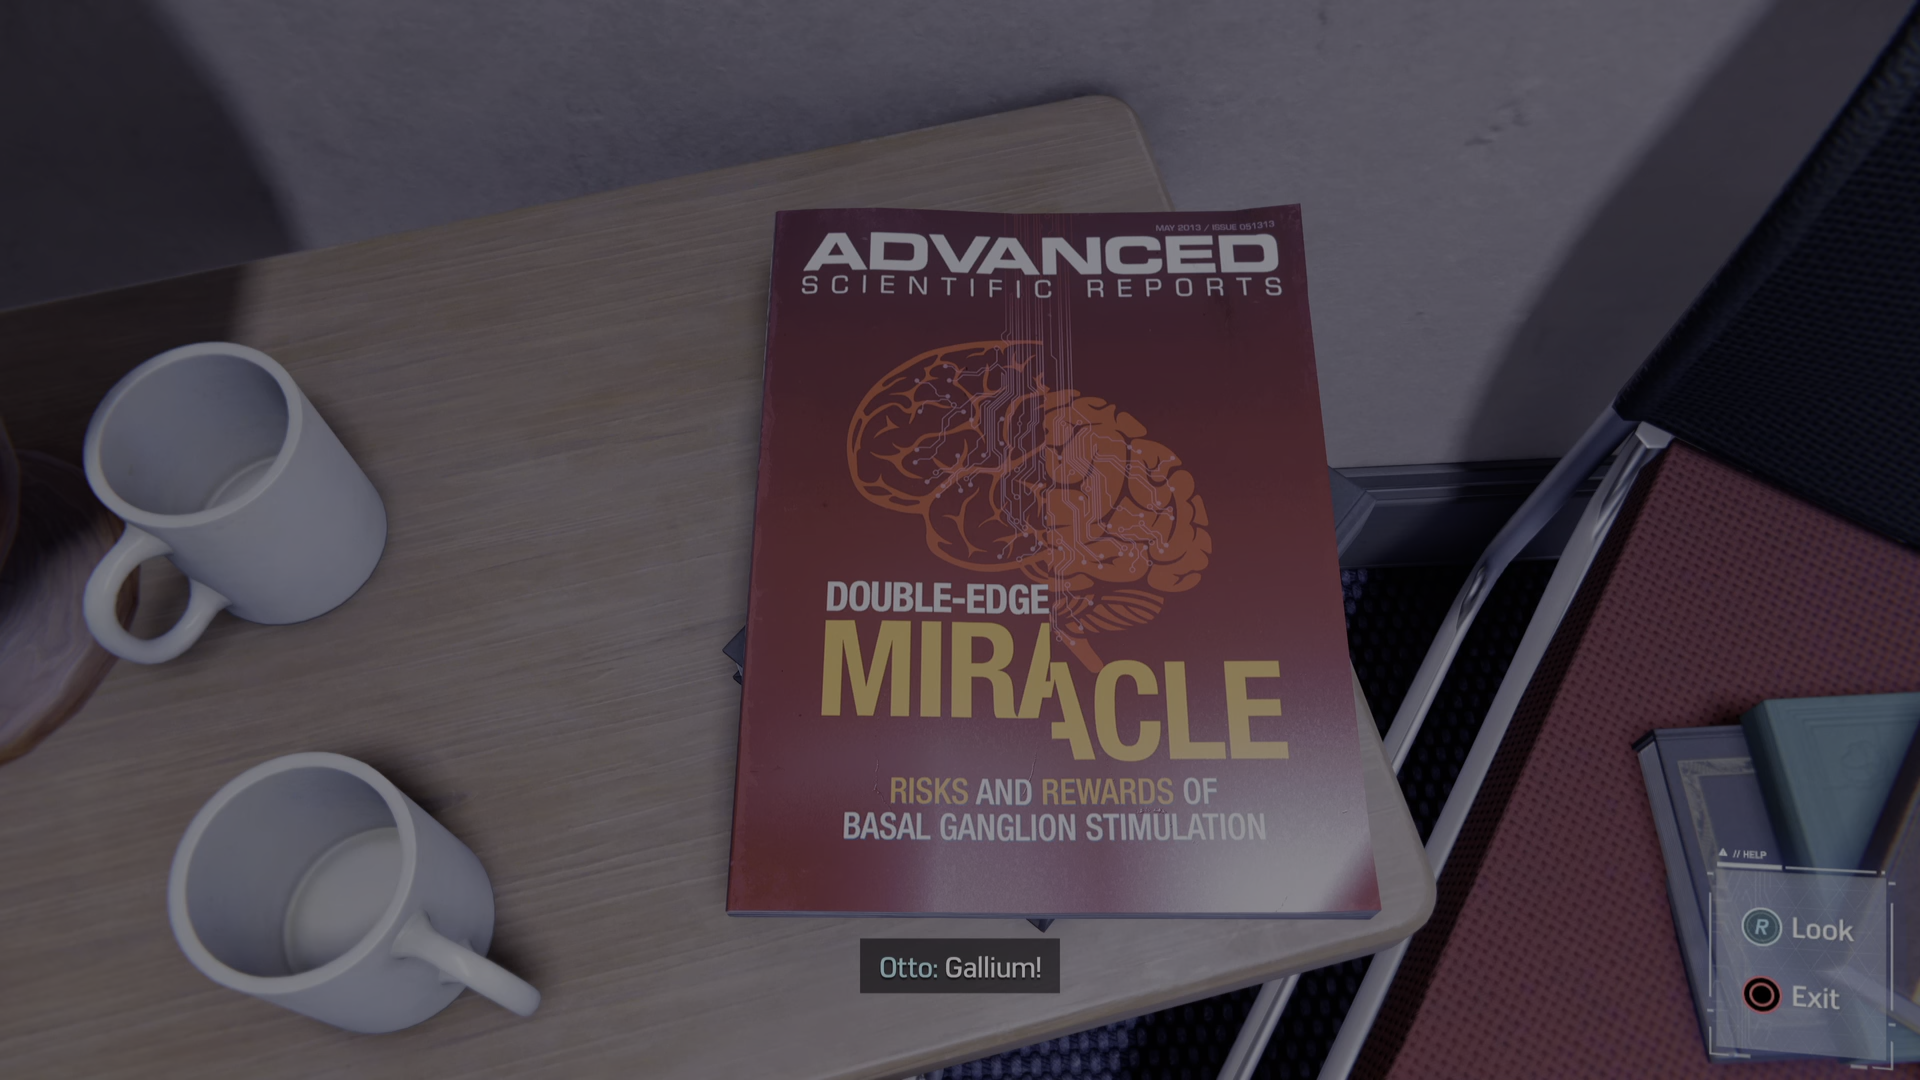 MAY 2013 / ISSUE 051313
ADVANCED
SCIENTIFIC REPORTS
DOUBLE-EDGE
MIRACLE
RISKS AND REWARDS OF
BASAL GANGLION STIMULATION
// HELP
R Look
Exit
Otto: Gallium!